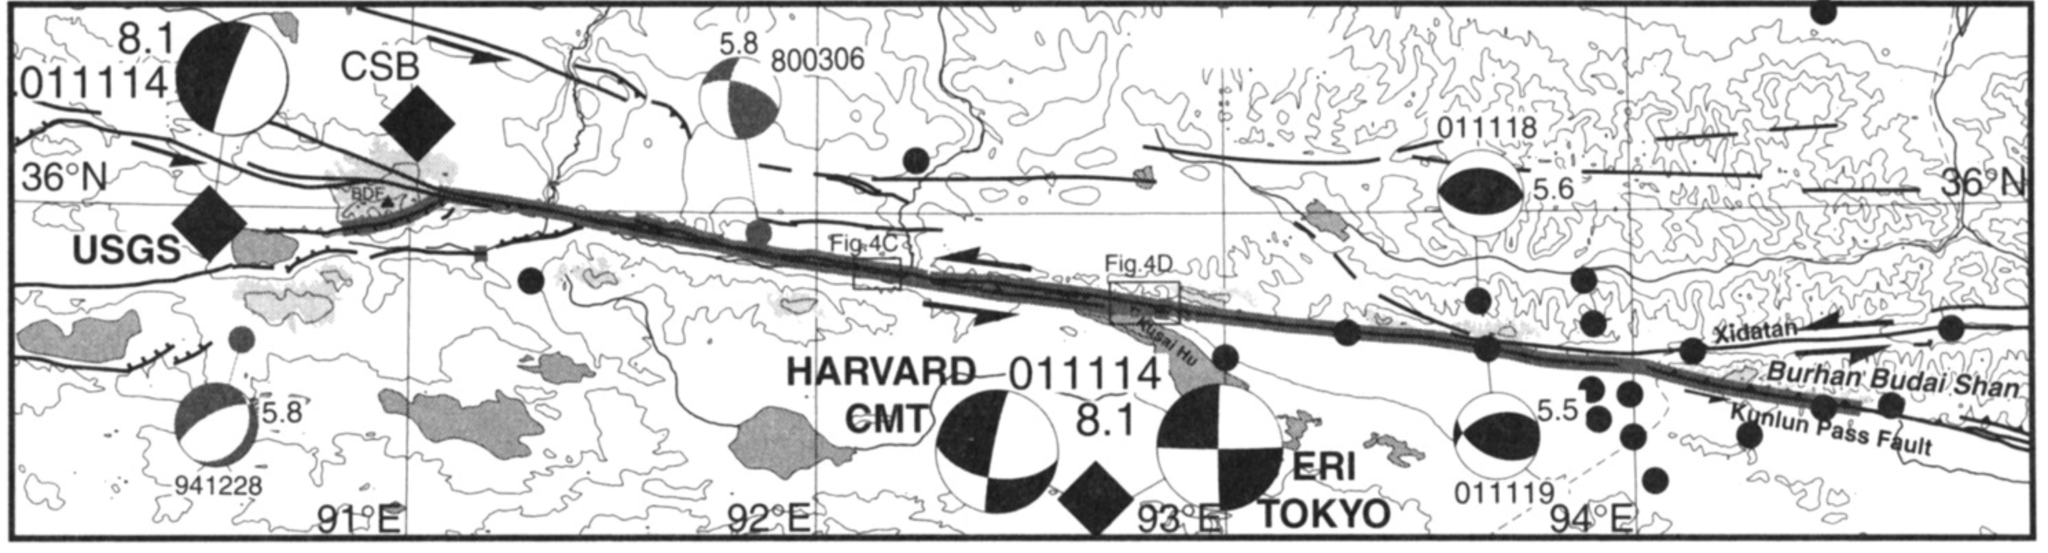 8.1
011114
CSB
5.8
800306
011118
36°N
5.6
36°N
BDF
USGS
Fig.4C
Fig.4D
Kusai Hu
Xidatan
Burhan Budai Shan
Kunlun Pass Fault
5.8
941228
HARVARD
CMT
011114
8.1
ERI
TOKYO
5.5
011119
91°E
92°E
93°E
94°E